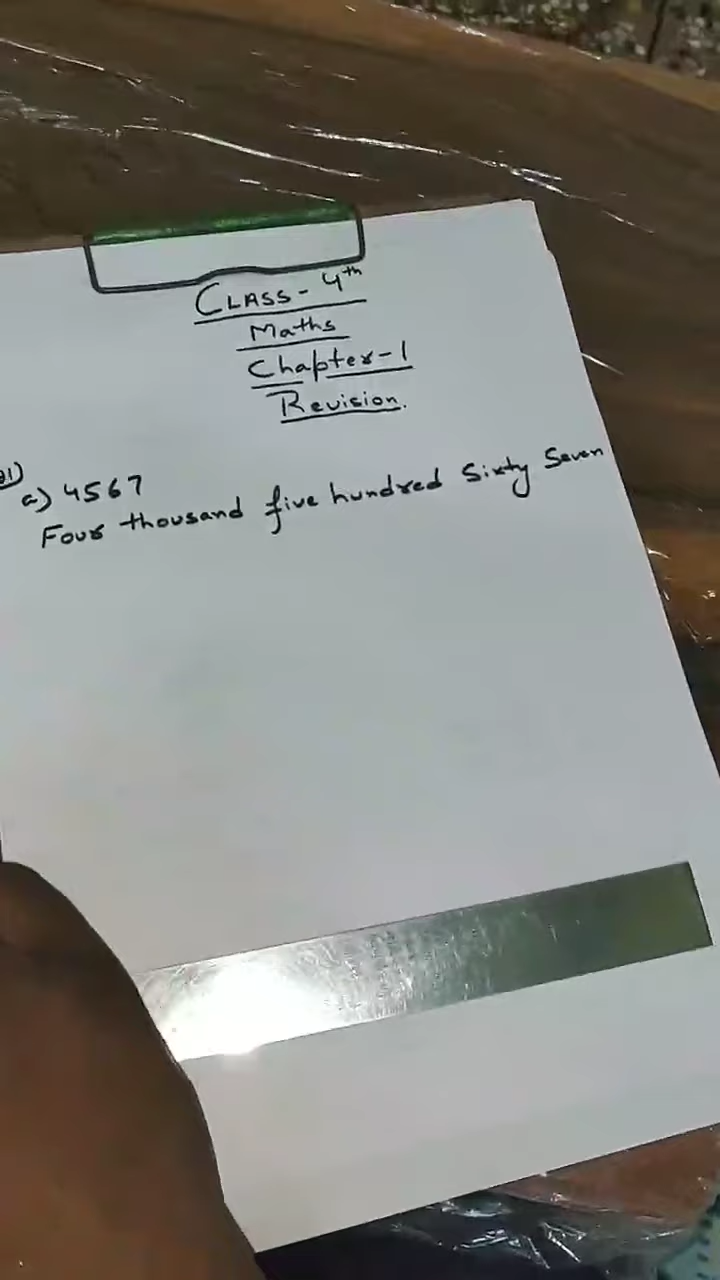 CLASS - 4th
Maths
Chapter-1
Revision.
a) 4567
Four thousand five hundred Sixty Seven